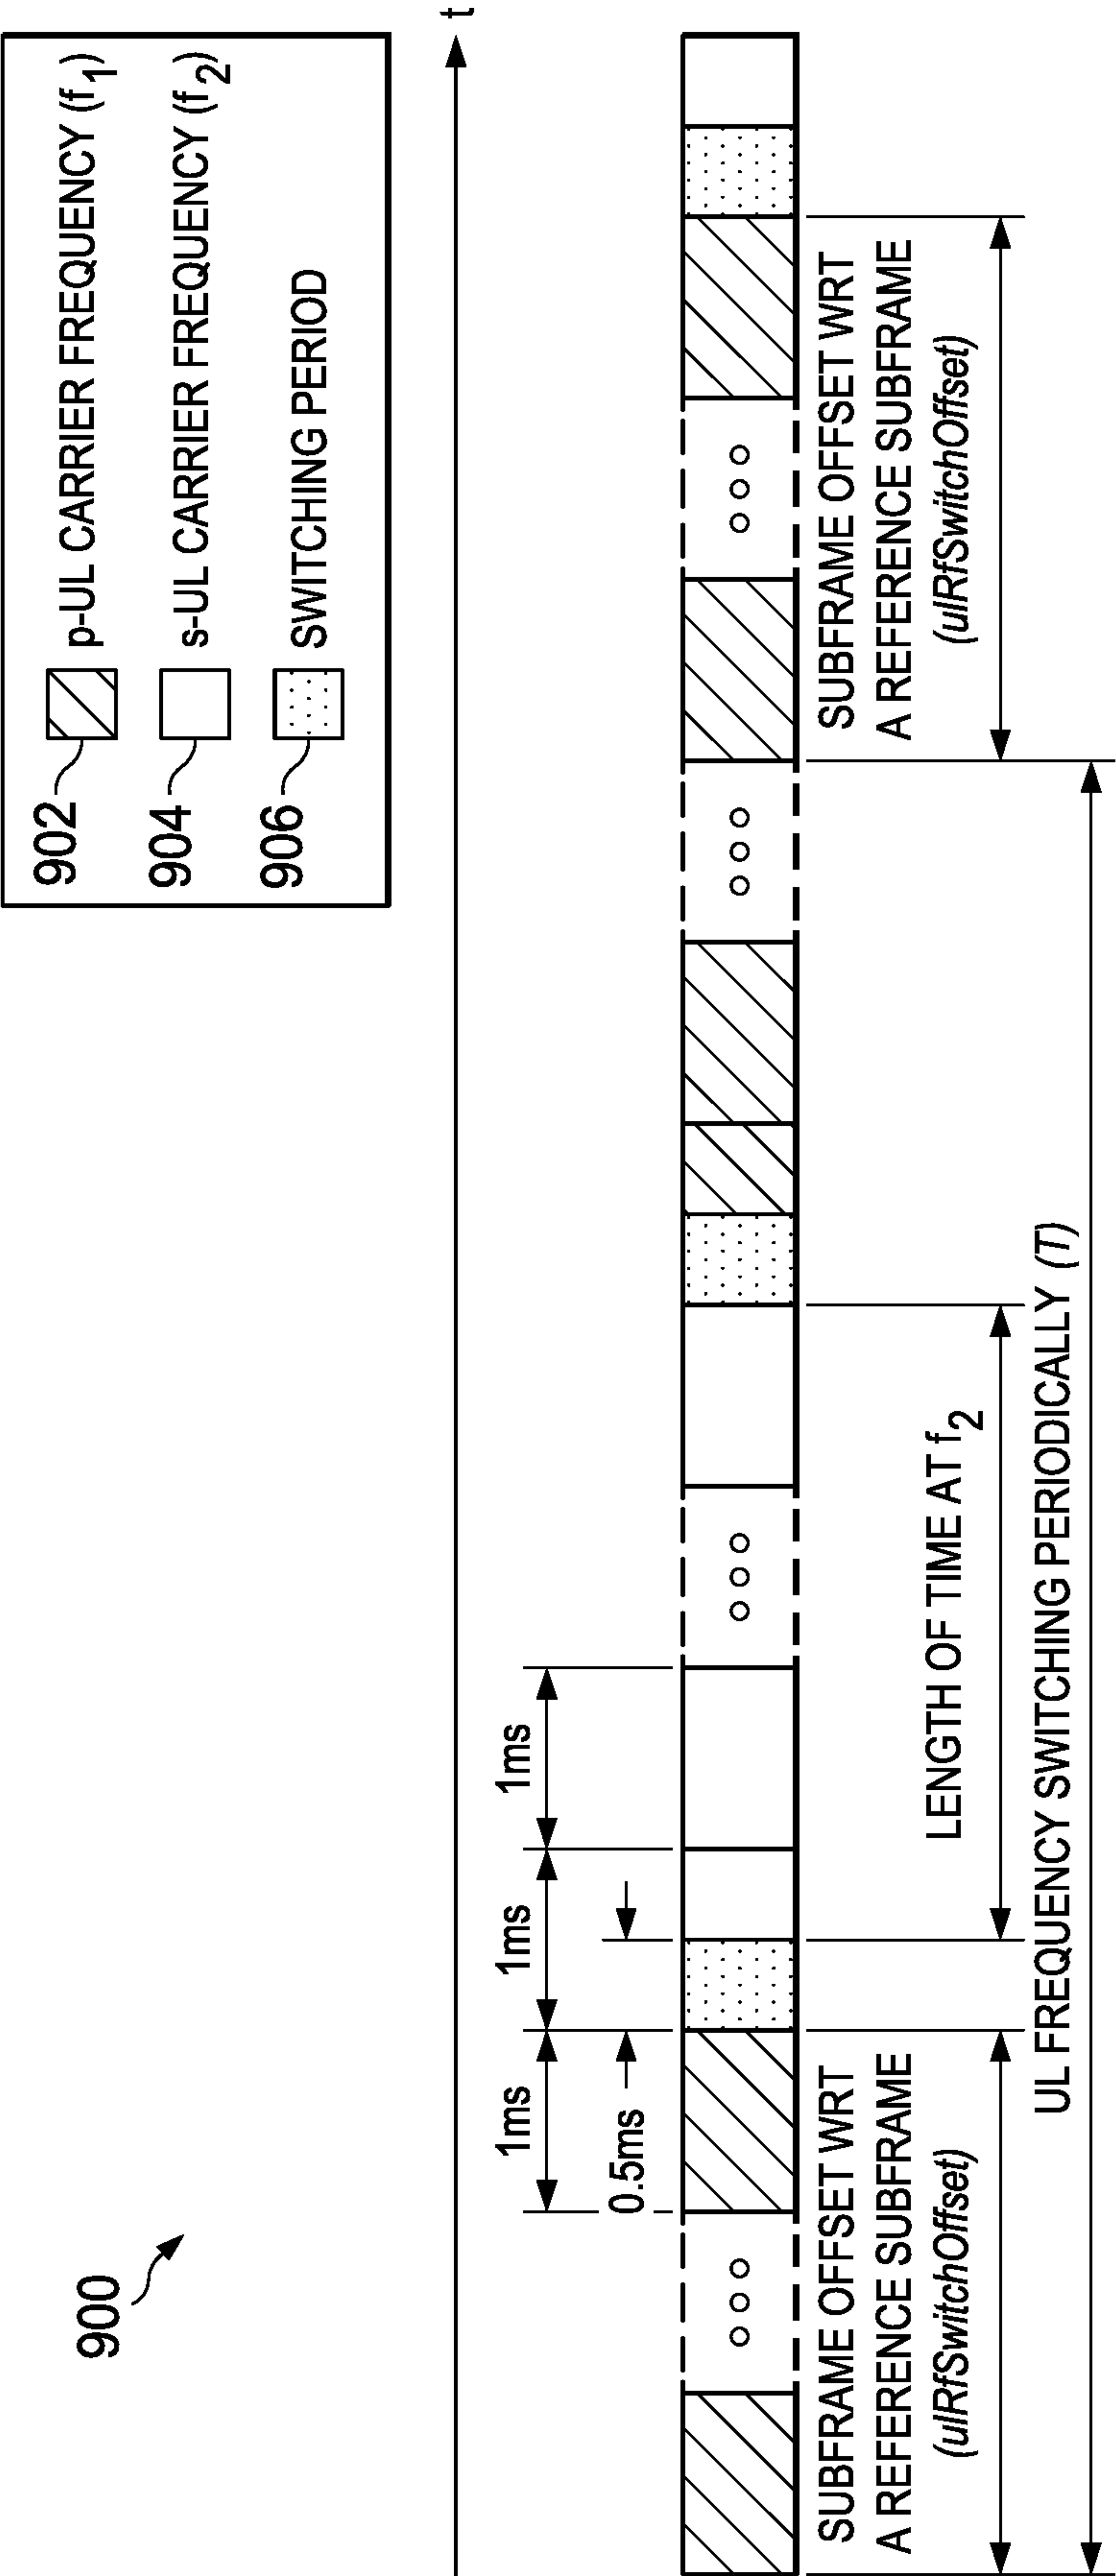 900
902 p-UL CARRIER FREQUENCY (f1)
904 s-UL CARRIER FREQUENCY (f2)
906 SWITCHING PERIOD
t
1ms
1ms
1ms
0.5ms
SUBFRAME OFFSET WRT
A REFERENCE SUBFRAME
(ulRfSwitchOffset)
LENGTH OF TIME AT f2
SUBFRAME OFFSET WRT
A REFERENCE SUBFRAME
(ulRfSwitchOffset)
UL FREQUENCY SWITCHING PERIODICALLY (T)